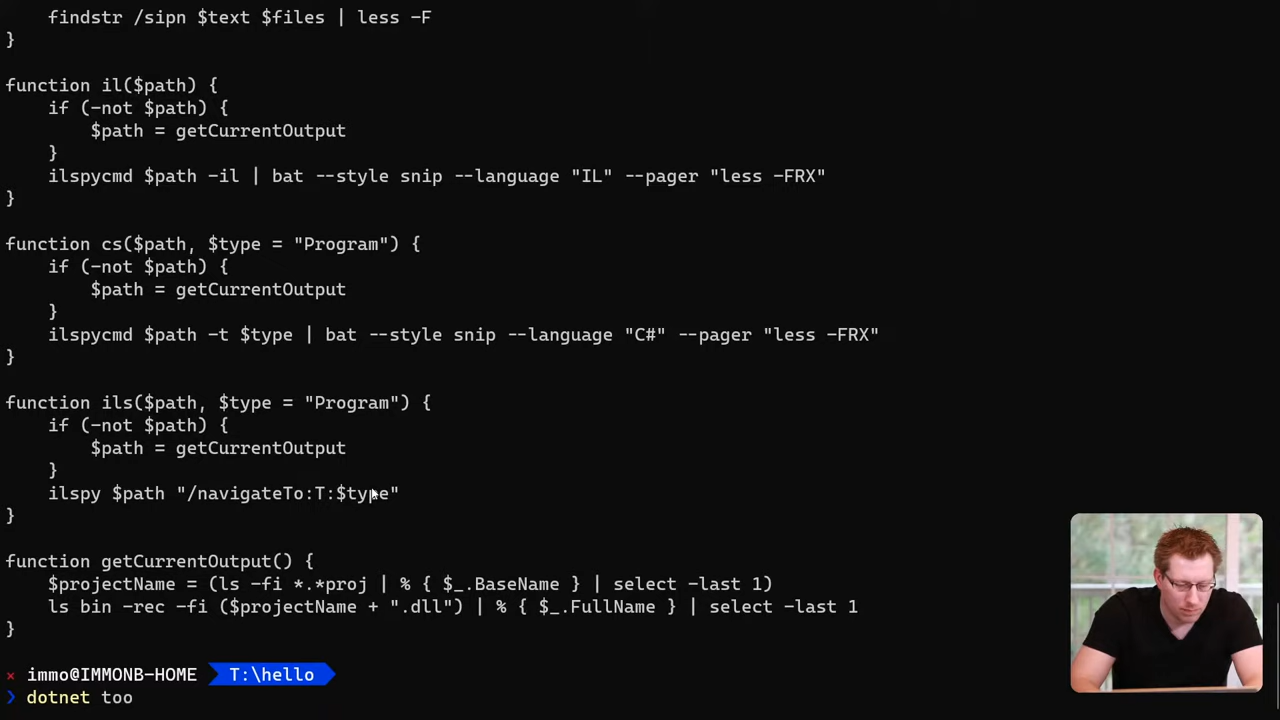 findstr /sipn $text $files | less -F
}
function il($path) {
    if (-not $path) {
        $path = getCurrentOutput
    }
    ilspycmd $path -il | bat --style snip --language "IL" --pager "less -FRX"
}
function cs($path, $type = "Program") {
    if (-not $path) {
        $path = getCurrentOutput
    }
    ilspycmd $path -t $type | bat --style snip --language "C#" --pager "less -FRX"
}
function ils($path, $type = "Program") {
    if (-not $path) {
        $path = getCurrentOutput
    }
    ilspy $path "/navigateTo:T:$type"
}
function getCurrentOutput() {
    $projectName = (ls -fi *.*proj | % { $_.BaseName } | select -last 1)
    ls bin -rec -fi ($projectName + ".dll") | % { $_.FullName } | select -last 1
}
× immo@IMMONB-HOME T:\hello
❯ dotnet too